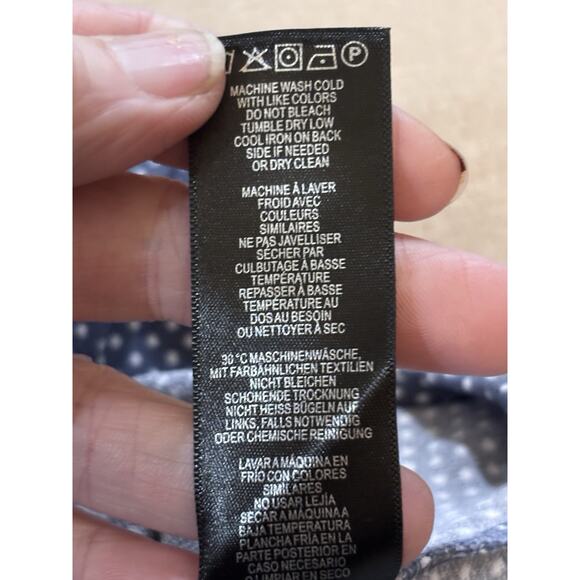 P
MACHINE WASH COLD
WITH LIKE COLORS
DO NOT BLEACH
TUMBLE DRY LOW
COOL IRON ON BACK
SIDE IF NEEDED
OR DRY CLEAN
MACHINE À LAVER
FROID AVEC
COULEURS
SIMILAIRES
NE PAS JAVELLISER
SÉCHER PAR
CULBUTAGE À BASSE
TEMPÉRATURE
REPASSER À BASSE
TEMPÉRATURE AU
DOS AU BESOIN
OU NETTOYER À SEC
30 °C MASCHINENWÄSCHE,
MIT FARBÄHNLICHEN TEXTILIEN
NICHT BLEICHEN
SCHONENDE TROCKNUNG
NICHT HEISS BÜGELN AUF
LINKS, FALLS NOTWENDIG
ODER CHEMISCHE REINIGUNG
LAVAR A MÁQUINA EN
FRÍO CON COLORES
SIMILARES
NO USAR LEJÍA
SECAR A MÁQUINA A
BAJA TEMPERATURA
PLANCHA FRÍA EN LA
PARTE POSTERIOR EN
CASO NECESARIO
O LIMPIAR EN SECO